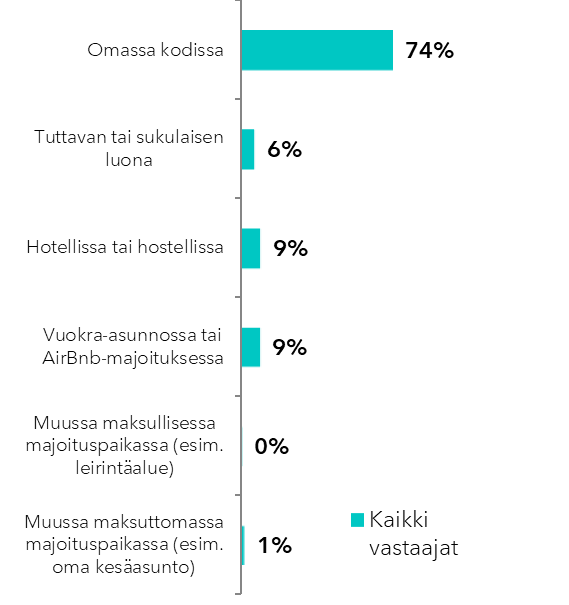 Omassa kodissa
74%
Tuttavan tai sukulaisen
luona
6%
Hotellissa tai hostellissa
9%
Vuokra-asunnossa tai
AirBnb-majoituksessa
9%
Muussa maksullisessa
majoituspaikassa (esim.
leirintäalue)
0%
Muussa maksuttomassa
majoituspaikassa (esim.
oma kesäasunto)
1%
Kaikki
vastaajat